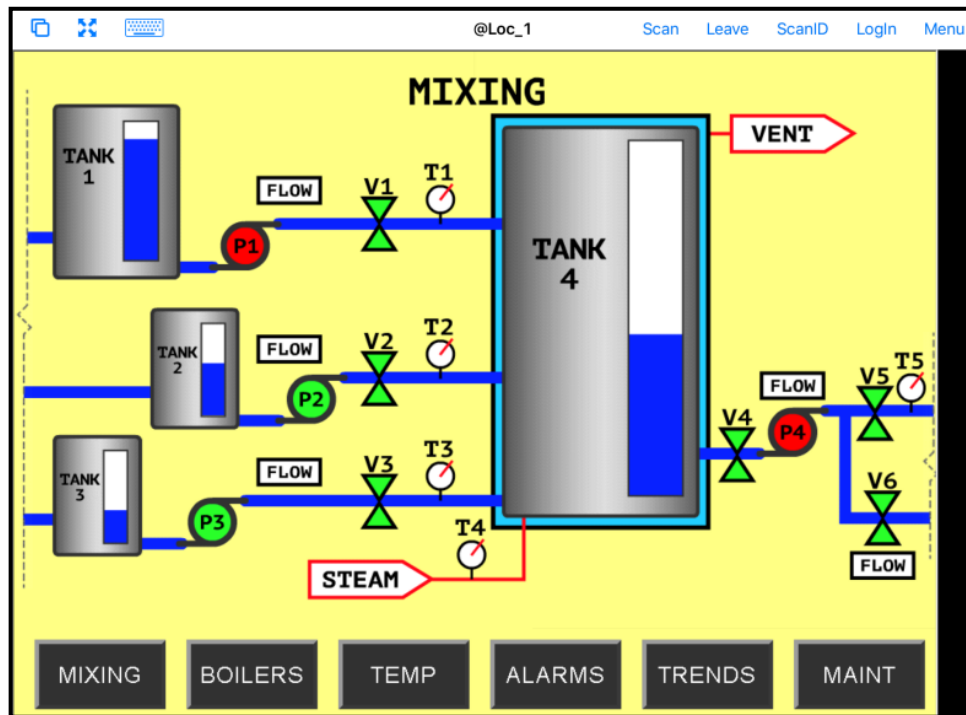 @Loc_1 Scan Leave ScanID LogIn Menu
MIXING
TANK
1
FLOW
V1
T1
P1
VENT
TANK
4
TANK
2
FLOW
V2
T2
P2
TANK
3
FLOW
V3
T3
P3
T4
STEAM
V4
FLOW
P4
V5
T5
V6
FLOW
MIXING BOILERS TEMP ALARMS TRENDS MAINT